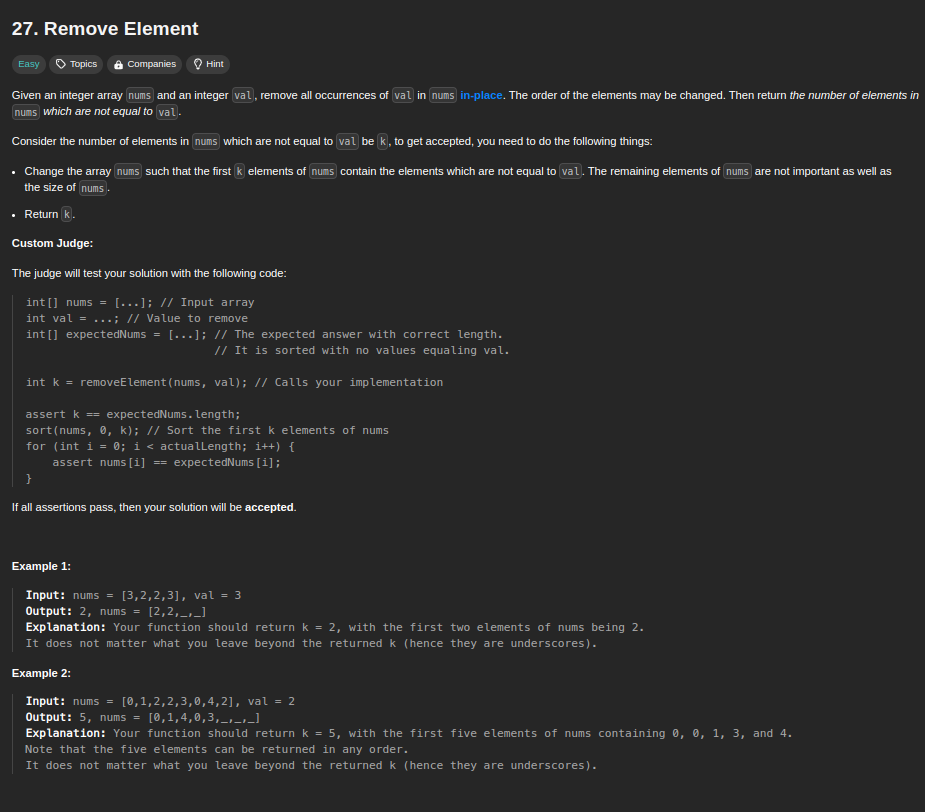 27. Remove Element
Easy Topics Companies Hint
Given an integer array nums and an integer val, remove all occurrences of val in nums in-place. The order of the elements may be changed. Then return the number of elements in
nums which are not equal to val.
Consider the number of elements in nums which are not equal to val be k, to get accepted, you need to do the following things:
• Change the array nums such that the first k elements of nums contain the elements which are not equal to val. The remaining elements of nums are not important as well as
the size of nums.
• Return k.
Custom Judge:
The judge will test your solution with the following code:
int[] nums = [...]; // Input array
int val = ...; // Value to remove
int[] expectedNums = [...]; // The expected answer with correct length.
// It is sorted with no values equaling val.
int k = removeElement(nums, val); // Calls your implementation
assert k == expectedNums.length;
sort(nums, 0, k); // Sort the first k elements of nums
for (int i = 0; i < actualLength; i++) {
    assert nums[i] == expectedNums[i];
}
If all assertions pass, then your solution will be accepted.
Example 1:
Input: nums = [3,2,2,3], val = 3
Output: 2, nums = [2,2,_,_]
Explanation: Your function should return k = 2, with the first two elements of nums being 2.
It does not matter what you leave beyond the returned k (hence they are underscores).
Example 2:
Input: nums = [0,1,2,2,3,0,4,2], val = 2
Output: 5, nums = [0,1,4,0,3,_,_,_]
Explanation: Your function should return k = 5, with the first five elements of nums containing 0, 0, 1, 3, and 4.
Note that the five elements can be returned in any order.
It does not matter what you leave beyond the returned k (hence they are underscores).